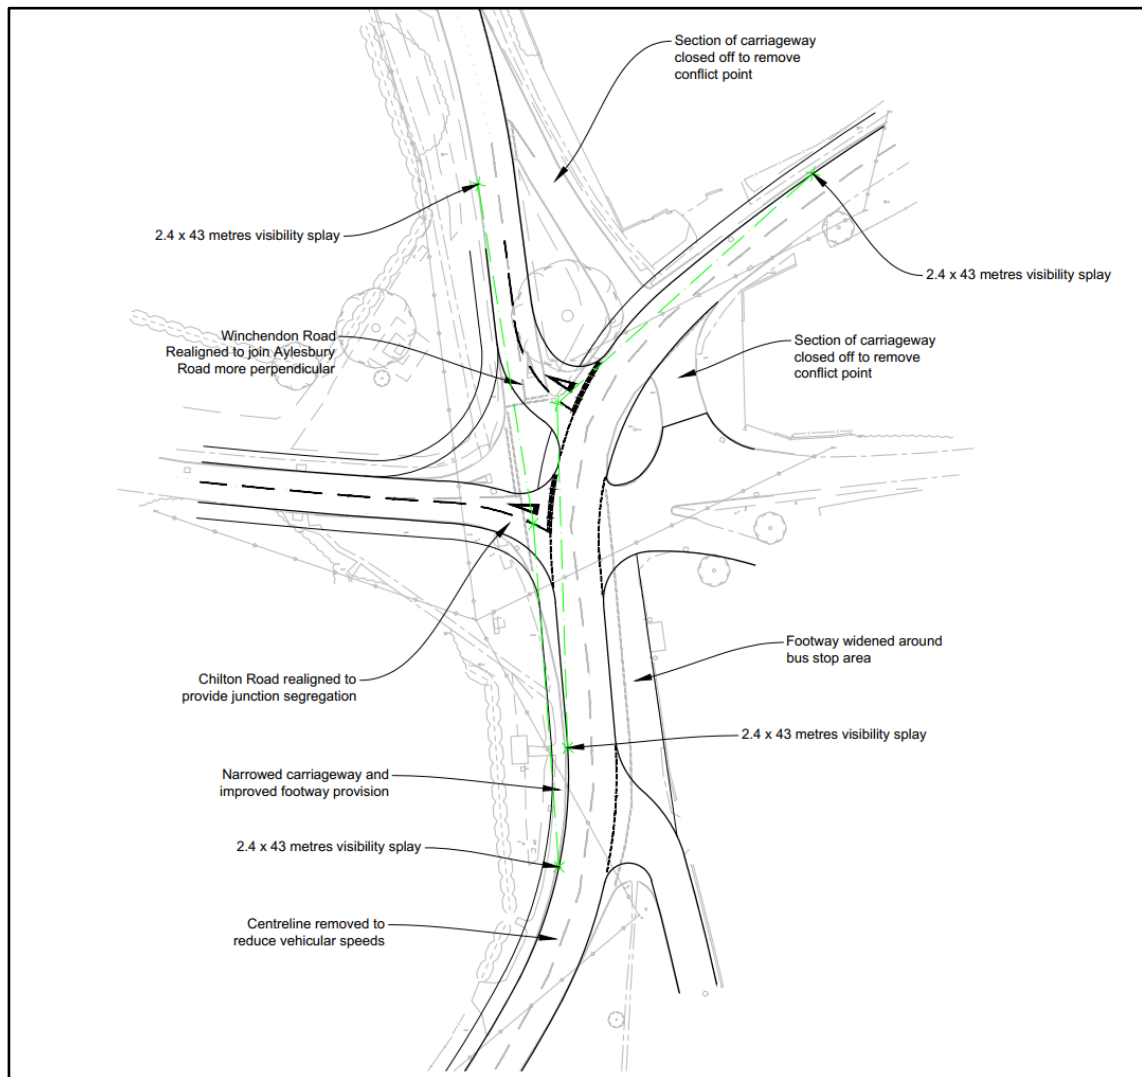 Section of carriageway
closed off to remove
conflict point
2.4 x 43 metres visibility splay
2.4 x 43 metres visibility splay
Winchendon Road
Realigned to join Aylesbury
Road more perpendicular
Section of carriageway
closed off to remove
conflict point
Footway widened around
bus stop area
Chilton Road realigned to
provide junction segregation
2.4 x 43 metres visibility splay
Narrowed carriageway and
improved footway provision
2.4 x 43 metres visibility splay
Centreline removed to
reduce vehicular speeds